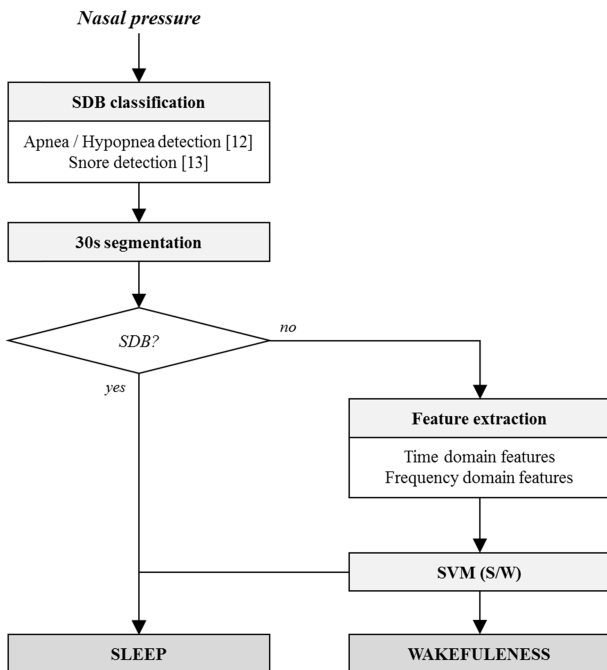 Nasal pressure
SDB classification
Apnea / Hypopnea detection [12]
Snore detection [13]
30s segmentation
SDB?
no
yes
Feature extraction
Time domain features
Frequency domain features
SVM (S/W)
SLEEP
WAKEFULENESS